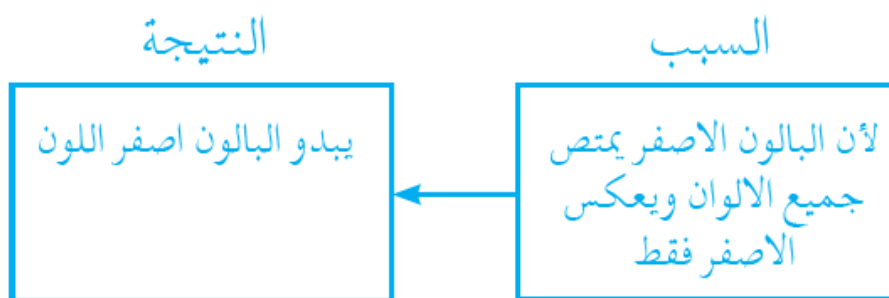 السبب
لأن البالون الاصفر يمتص
جميع الالوان ويعكس
الاصفر فقط
النتيجة
يبدو البالون اصفر اللون